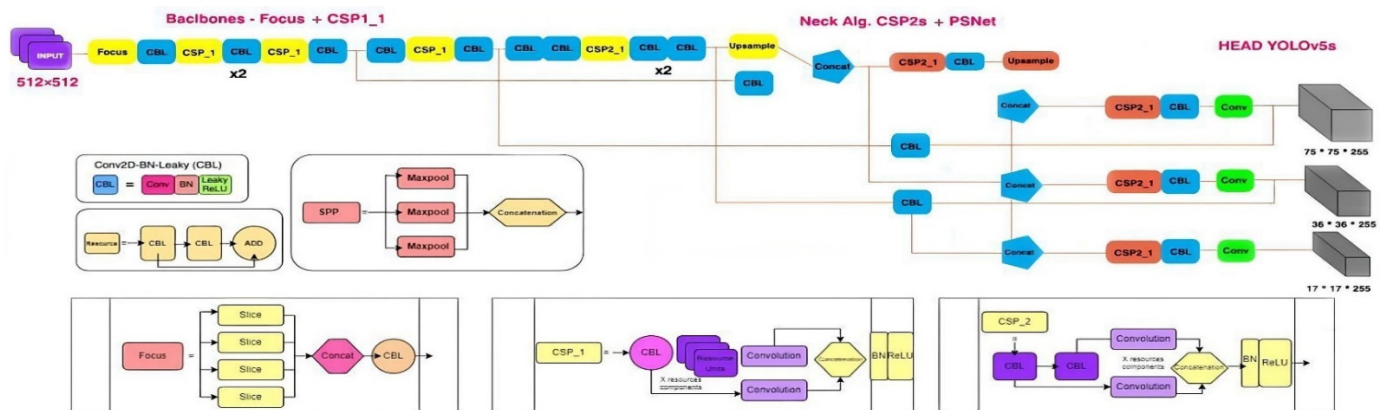 Baclbones - Focus + CSP1_1
Neck Alg. CSP2s + PSNet
HEAD YOLOv5s
INPUT
512×512
Focus CBL CSP_1 CBL CSP_1 CBL CBL CSP_1 CBL CBL CBL CSP2_1 CBL CBL Upsample
x2
x2
CBL
Concat
CSP2_1 CBL Upsample
Concat
CSP2_1 CBL Conv
75 * 75 * 255
CBL
Concat
CSP2_1 CBL Conv
36 * 36 * 255
CBL
Concat
CSP2_1 CBL Conv
17 * 17 * 255
Conv2D-BN-Leaky (CBL)
CBL = Conv BN Leaky
ReLU
Resource = CBL CBL ADD
SPP =
Maxpool
Maxpool
Maxpool
Concatenation
Focus =
Slice
Slice
Slice
Slice
Concat
CBL
CSP_1 =
CBL
Resource
Units
X resources
components
Convolution
Convolution
Concatenation
BN ReLU
CSP_2
=
CBL
CBL
Convolution
X resources
components
Convolution
Concatenation
BN ReLU